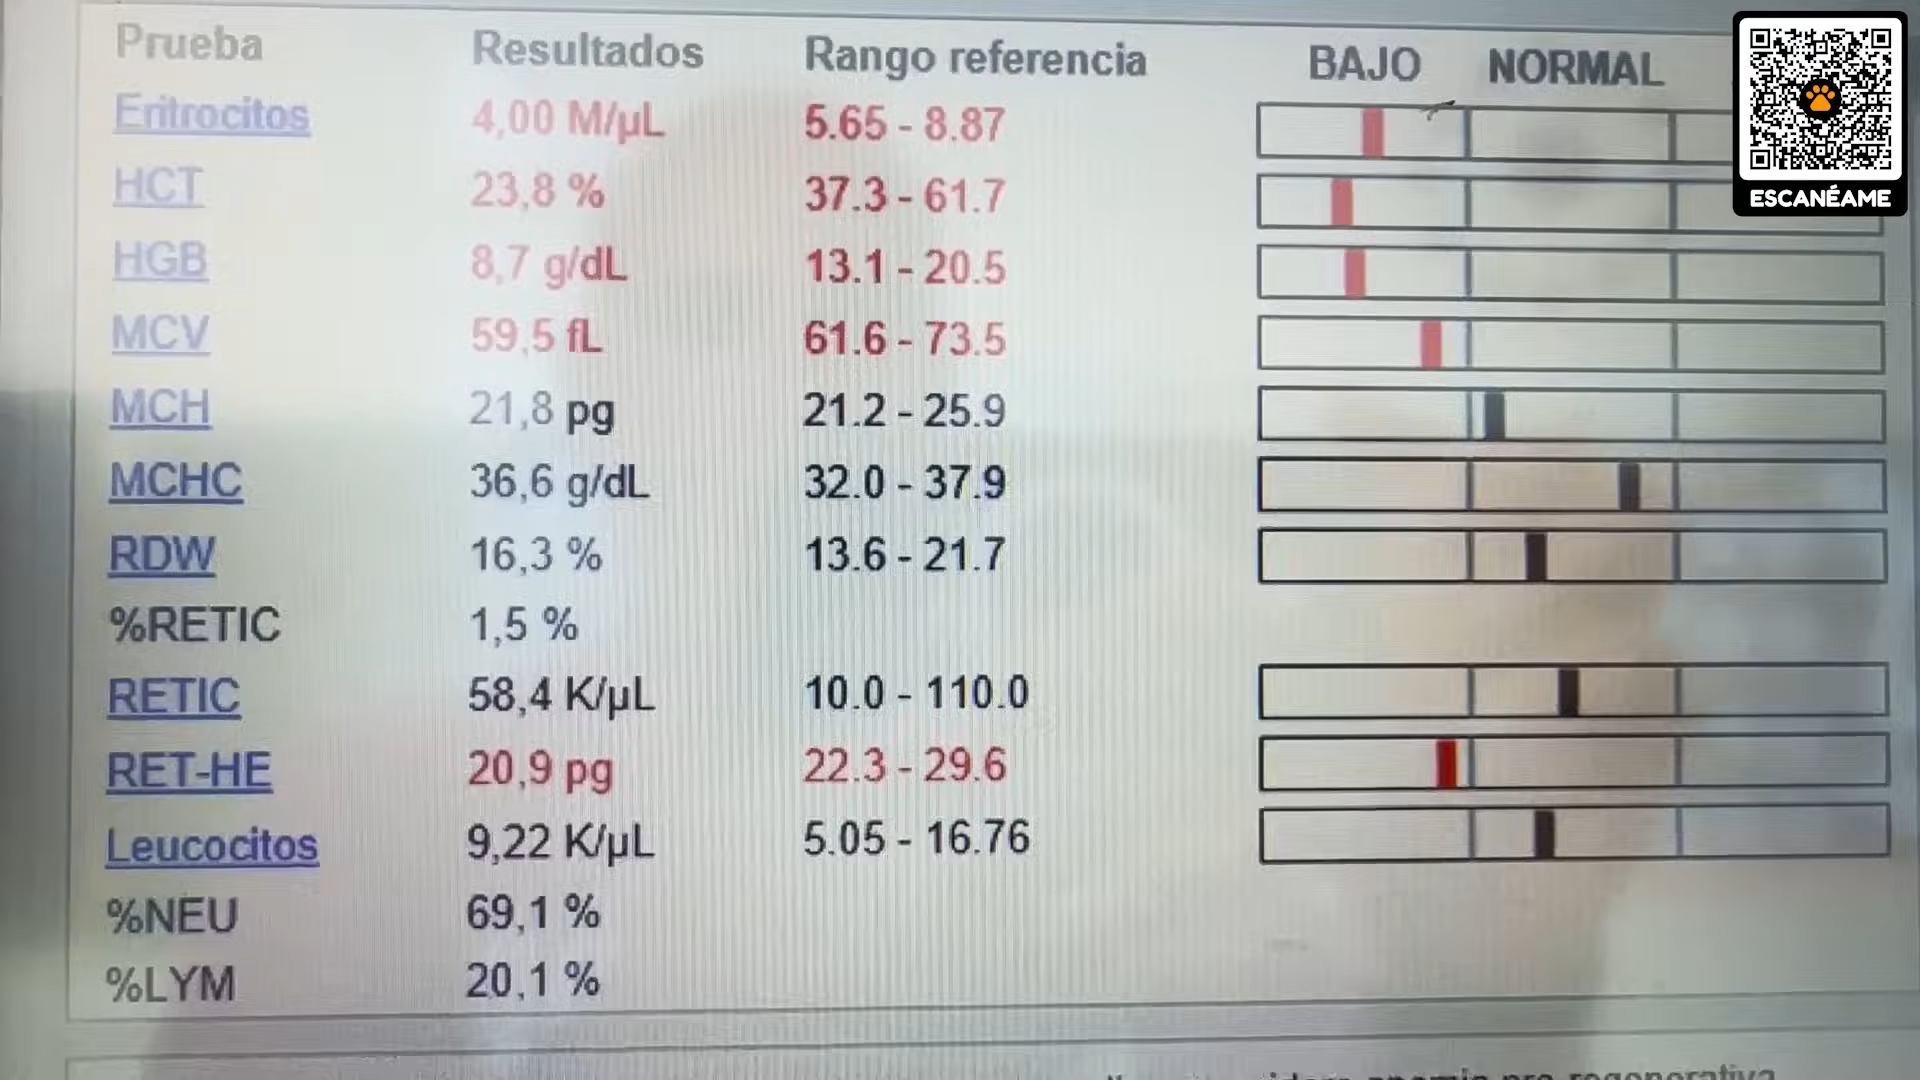 Prueba Resultados Rango referencia BAJO NORMAL
Eritrocitos 4,00 M/µL 5.65 - 8.87
HCT 23,8 % 37.3 - 61.7
HGB 8,7 g/dL 13.1 - 20.5
MCV 59,5 fL 61.6 - 73.5
MCH 21,8 pg 21.2 - 25.9
MCHC 36,6 g/dL 32.0 - 37.9
RDW 16,3 % 13.6 - 21.7
%RETIC 1,5 %
RETIC 58,4 K/µL 10.0 - 110.0
RET-HE 20,9 pg 22.3 - 29.6
Leucocitos 9,22 K/µL 5.05 - 16.76
%NEU 69,1 %
%LYM 20,1 %
anemia pre-regenerativa
ESCANÉAME